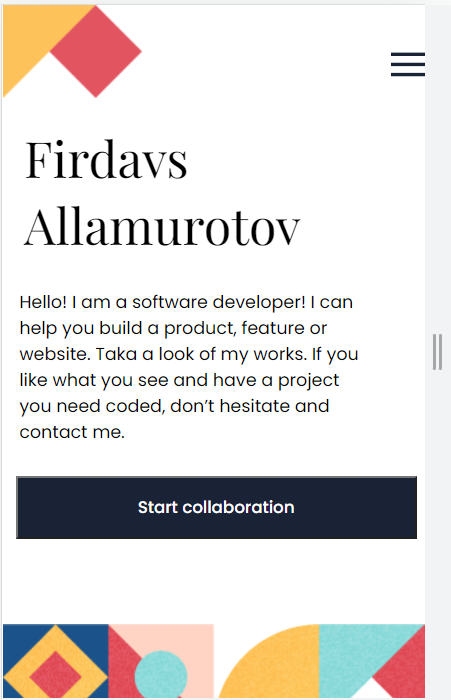 Firdavs
Allamurotov
Hello! I am a software developer! I can
help you build a product, feature or
website. Taka a look of my works. If you
like what you see and have a project
you need coded, don’t hesitate and
contact me.
Start collaboration